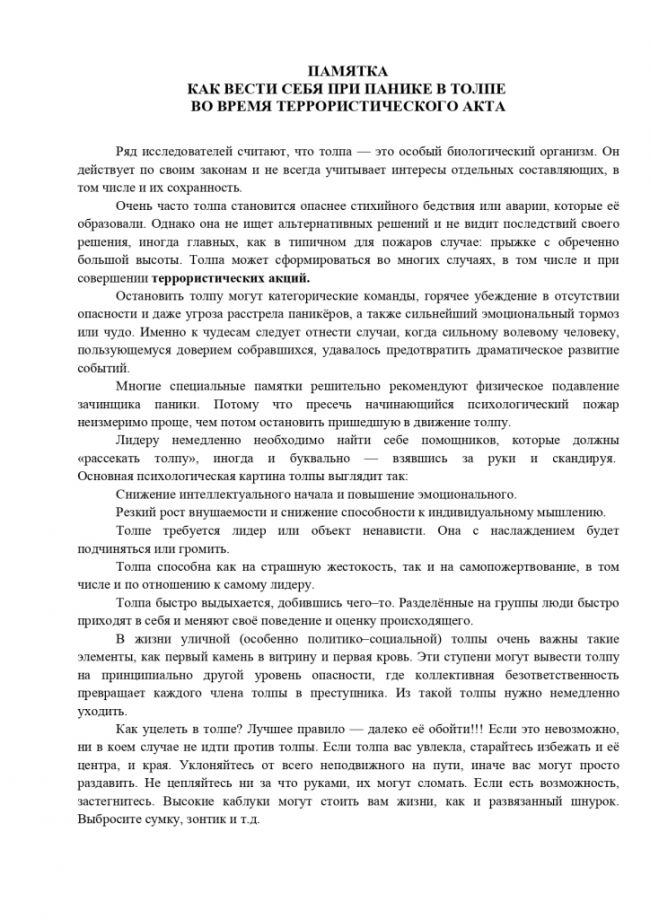 ПАМЯТКА
КАК ВЕСТИ СЕБЯ ПРИ ПАНИКЕ В ТОЛПЕ
ВО ВРЕМЯ ТЕРРОРИСТИЧЕСКОГО АКТА
Ряд исследователей считают, что толпа — это особый биологический организм. Он
действует по своим законам и не всегда учитывает интересы отдельных составляющих, в
том числе и их сохранность.
Очень часто толпа становится опаснее стихийного бедствия или аварии, которые её
образовали. Однако она не ищет альтернативных решений и не видит последствий своего
решения, иногда главных, как в типичном для пожаров случае: прыжке с обреченно
большой высоты. Толпа может сформироваться во многих случаях, в том числе и при
совершении террористических акций.
Остановить толпу могут категорические команды, горячее убеждение в отсутствии
опасности и даже угроза расстрела паникёров, а также сильнейший эмоциональный тормоз
или чудо. Именно к чудесам следует отнести случаи, когда сильному волевому человеку,
пользующемуся доверием собравшихся, удавалось предотвратить драматическое развитие
событий.
Многие специальные памятки решительно рекомендуют физическое подавление
зачинщика паники. Потому что пресечь начинающийся психологический пожар
неизмеримо проще, чем потом остановить пришедшую в движение толпу.
Лидеру немедленно необходимо найти себе помощников, которые должны
«рассекать толпу», иногда и буквально — взявшись за руки и скандируя.
Основная психологическая картина толпы выглядит так:
Снижение интеллектуального начала и повышение эмоционального.
Резкий рост внушаемости и снижение способности к индивидуальному мышлению.
Толпе требуется лидер или объект ненависти. Она с наслаждением будет
подчиняться или громить.
Толпа способна как на страшную жестокость, так и на самопожертвование, в том
числе и по отношению к самому лидеру.
Толпа быстро выдыхается, добившись чего–то. Разделённые на группы люди быстро
приходят в себя и меняют своё поведение и оценку происходящего.
В жизни уличной (особенно политико–социальной) толпы очень важны такие
элементы, как первый камень в витрину и первая кровь. Эти ступени могут вывести толпу
на принципиально другой уровень опасности, где коллективная безответственность
превращает каждого члена толпы в преступника. Из такой толпы нужно немедленно
уходить.
Как уцелеть в толпе? Лучшее правило — далеко её обойти!!! Если это невозможно,
ни в коем случае не идти против толпы. Если толпа вас увлекла, старайтесь избежать и её
центра, и края. Уклоняйтесь от всего неподвижного на пути, иначе вас могут просто
раздавить. Не цепляйтесь ни за что руками, их могут сломать. Если есть возможность,
застегнитесь. Высокие каблуки могут стоить вам жизни, как и развязанный шнурок.
Выбросите сумку, зонтик и т.д.